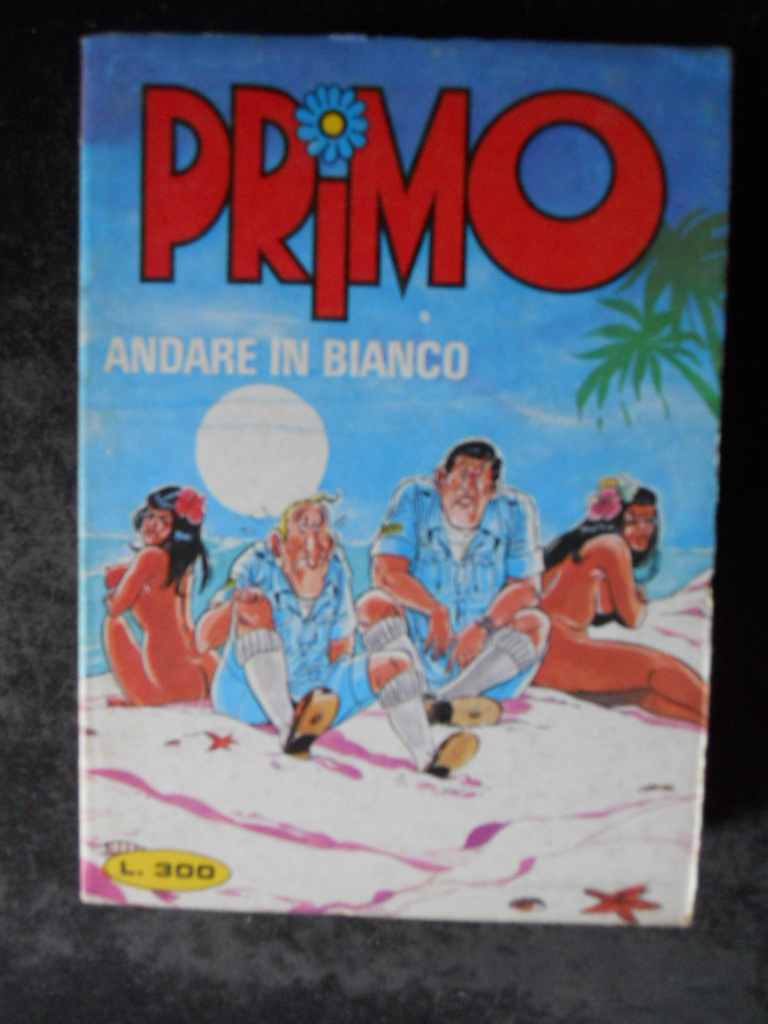 PRiMO
ANDARE IN BIANCO
L. 300